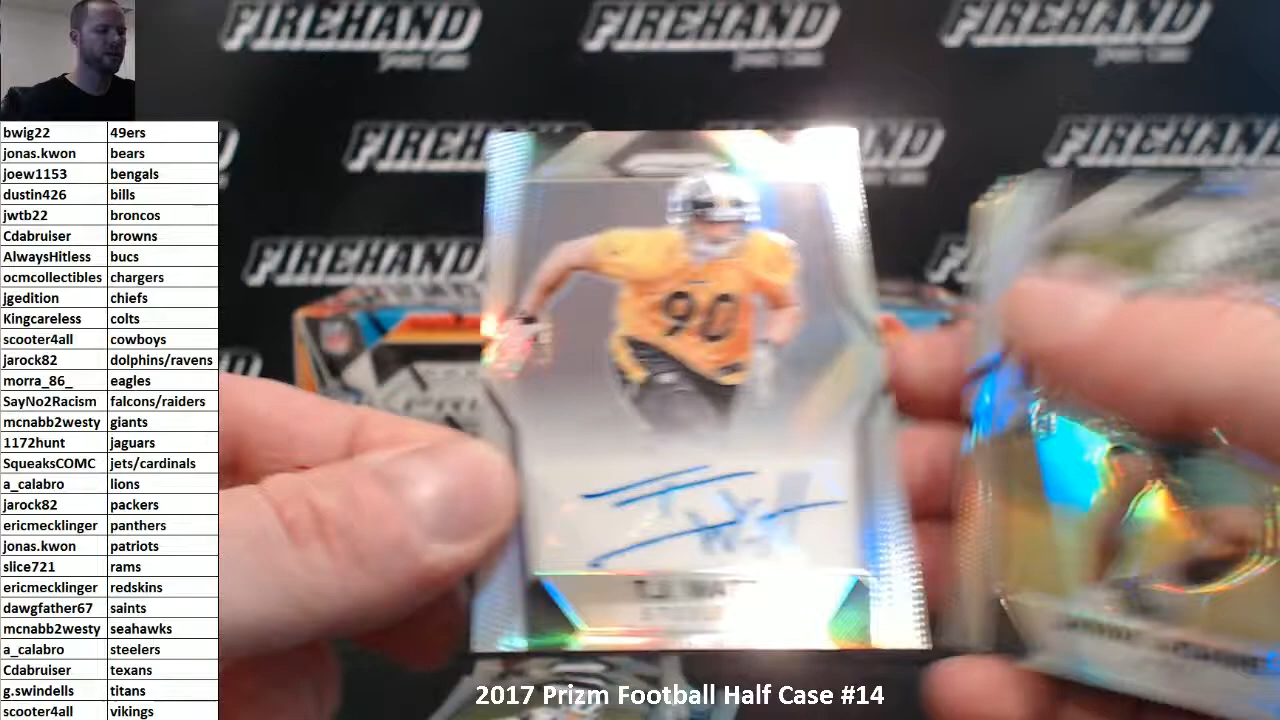 FIREHAND FIREHAND FIREHAND
FIREHAND FIREHAND FIREHAND
FIREHAND
bwig22 49ers
jonas.kwon bears
joew1153 bengals
dustin426 bills
jwtb22 broncos
Cdabruiser browns
AlwaysHitless bucs
ocmcollectibles chargers
jgedition chiefs
Kingcareless colts
scooter4all cowboys
jarock82 dolphins/ravens
morra_86_ eagles
SayNo2Racism falcons/raiders
mcnabb2westy giants
1172hunt jaguars
SqueaksCOMC jets/cardinals
a_calabro lions
jarock82 packers
ericmecklinger panthers
jonas.kwon patriots
slice721 rams
ericmecklinger redskins
dawgfather67 saints
mcnabb2westy seahawks
a_calabro steelers
Cdabruiser texans
g.swindells titans
scooter4all vikings
90
2017 Prizm Football Half Case #14